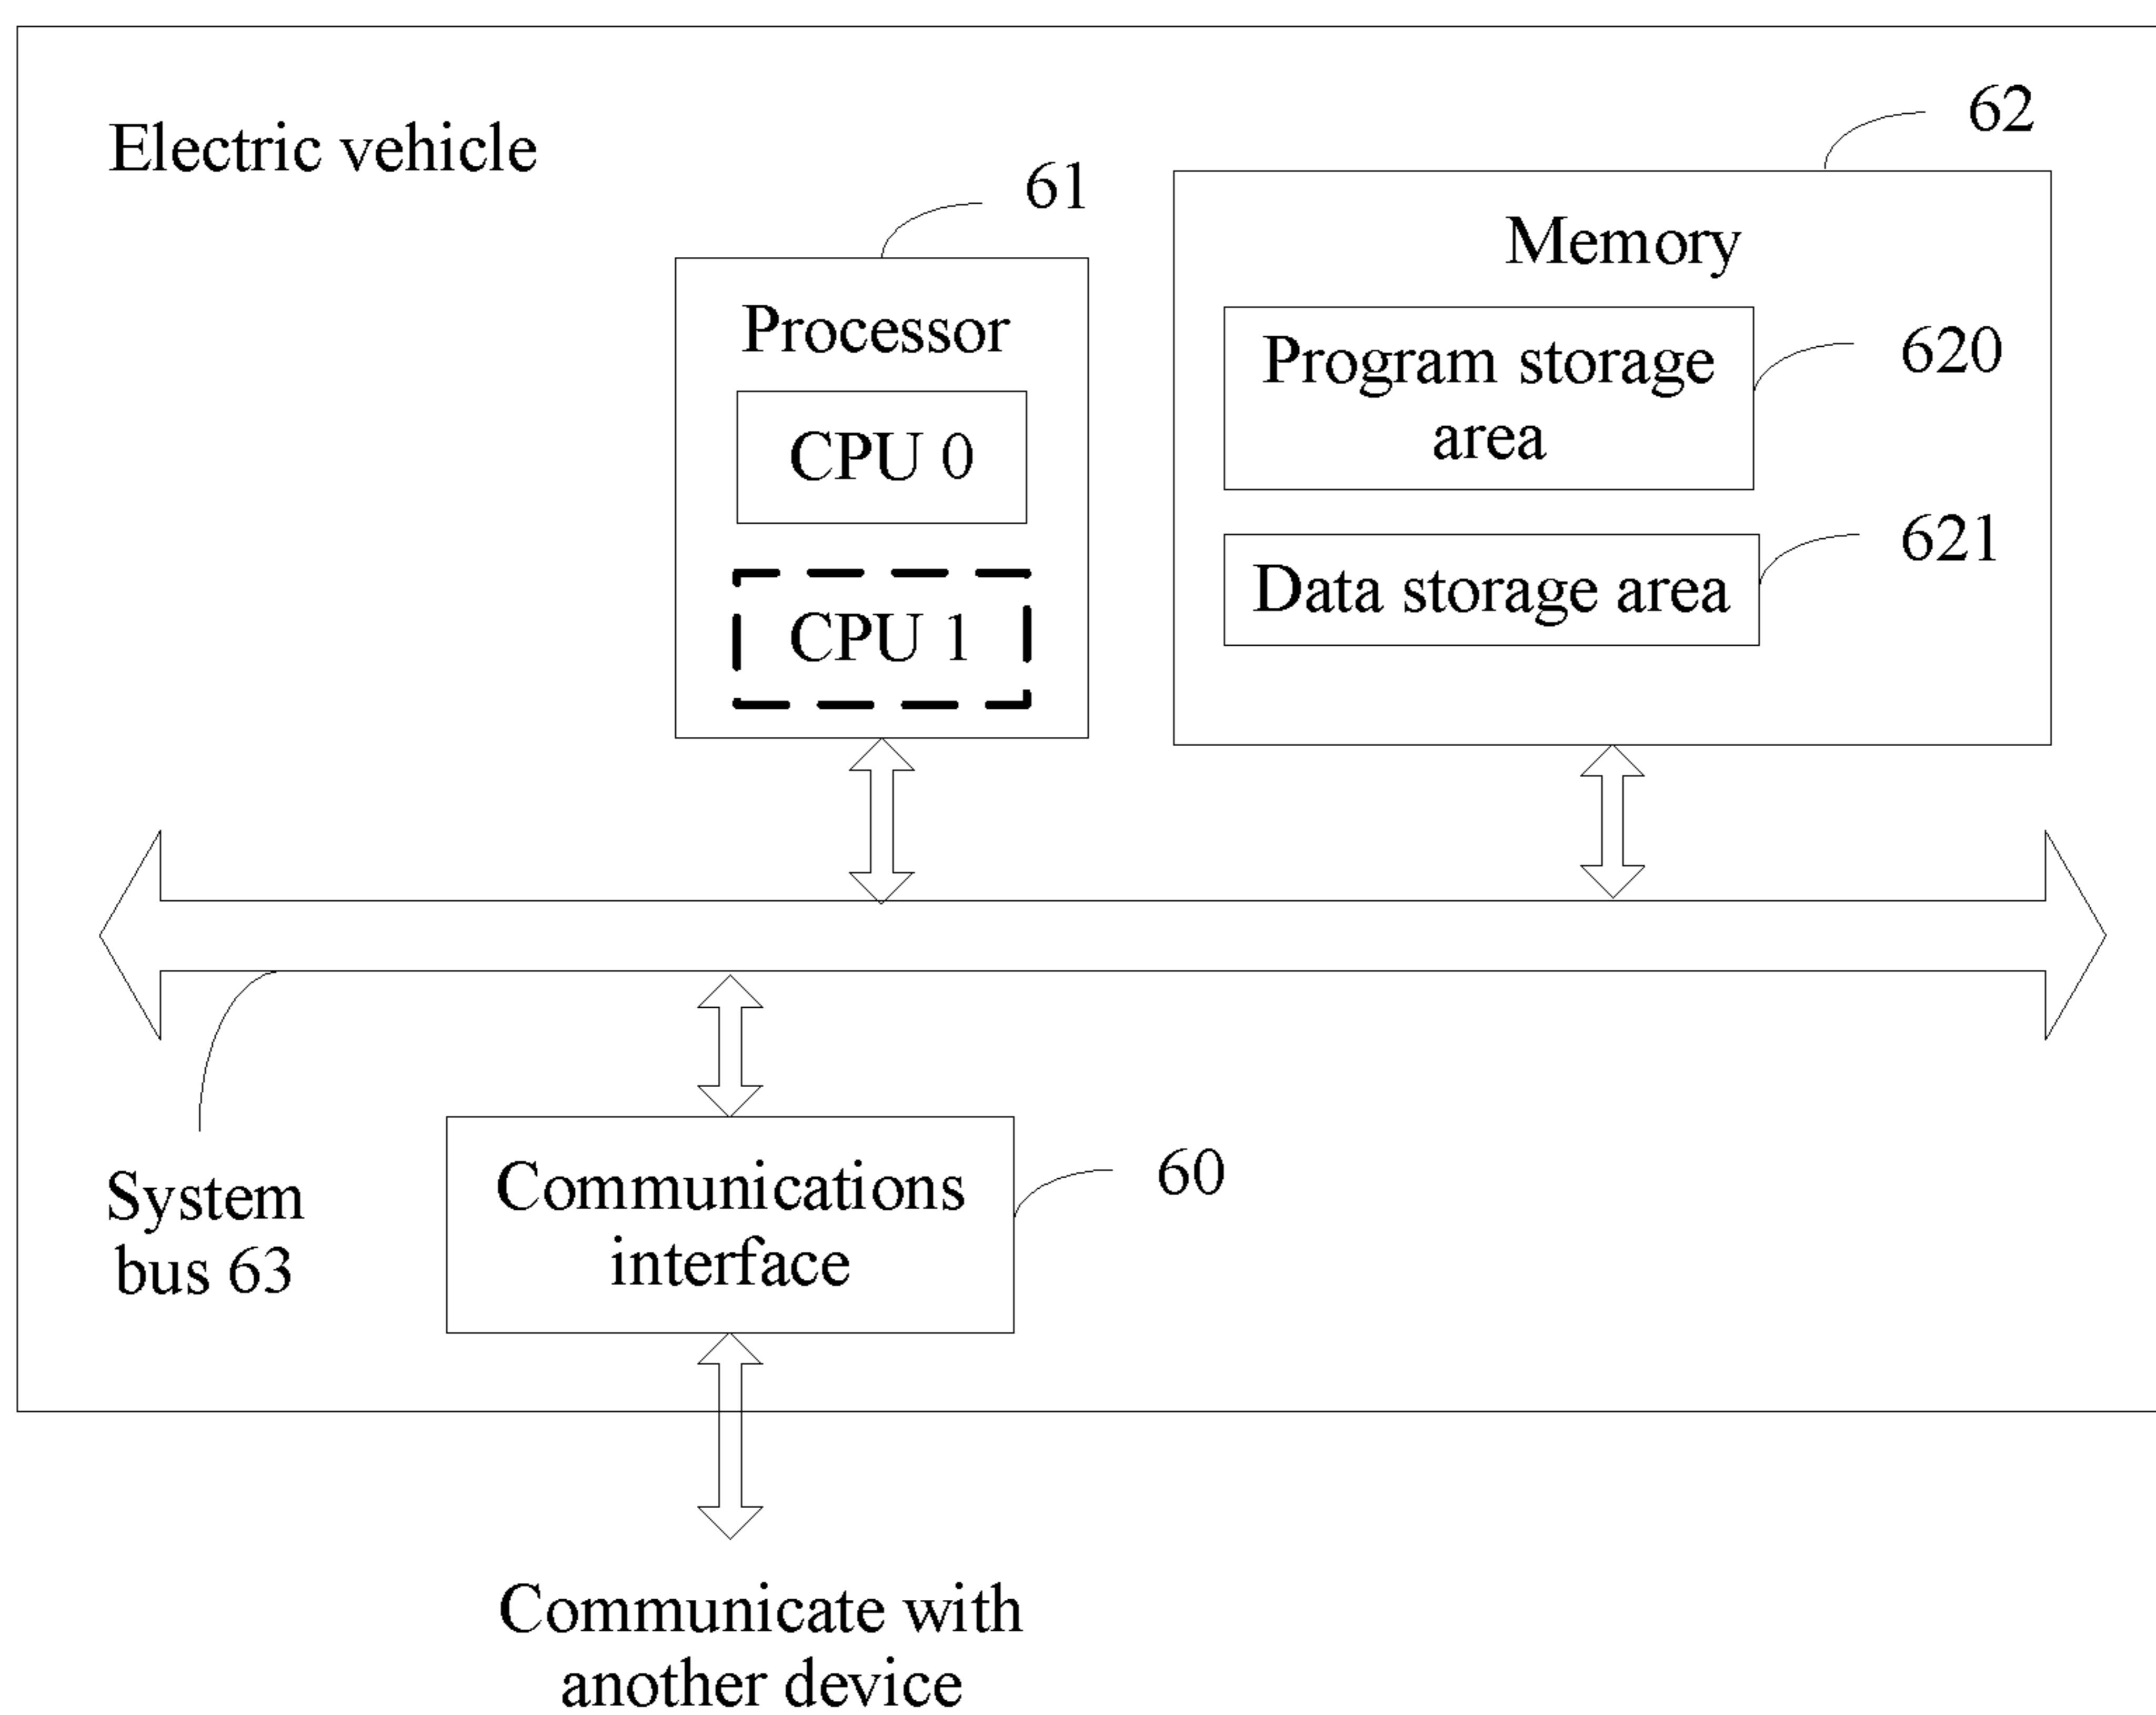 Electric vehicle
62
61
Memory
Processor
Program storage
area
620
CPU 0
621
Data storage area
CPU 1
System
bus 63
Communications
interface
60
Communicate with
another device